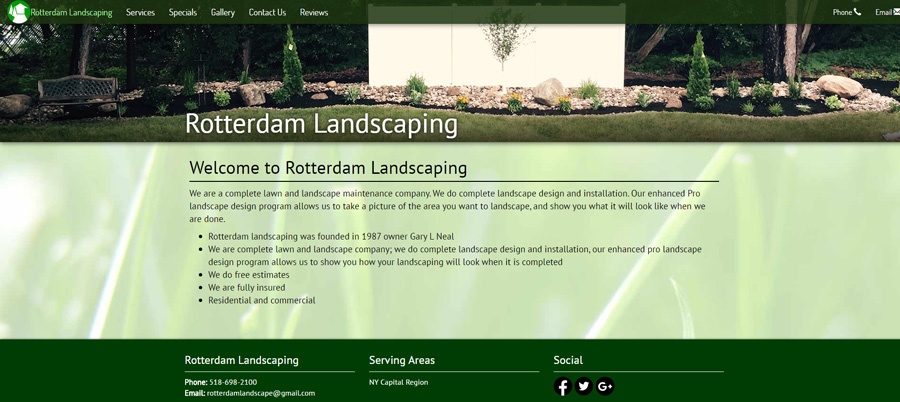 Rotterdam Landscaping Services Specials Gallery Contact Us Reviews Phone Email
Rotterdam Landscaping
Welcome to Rotterdam Landscaping
We are a complete lawn and landscape maintenance company. We do complete landscape design and installation. Our enhanced Pro
landscape design program allows us to take a picture of the area you want to landscape, and show you what it will look like when we
are done.
• Rotterdam landscaping was founded in 1987 owner Gary L Neal
• We are complete lawn and landscape company; we do complete landscape design and installation, our enhanced pro landscape
design program allows us to show you how your landscaping will look when it is completed
• We do free estimates
• We are fully insured
• Residential and commercial
Rotterdam Landscaping
Phone: 518-698-2100
Email: rotterdamlandscape@gmail.com
Serving Areas
NY Capital Region
Social